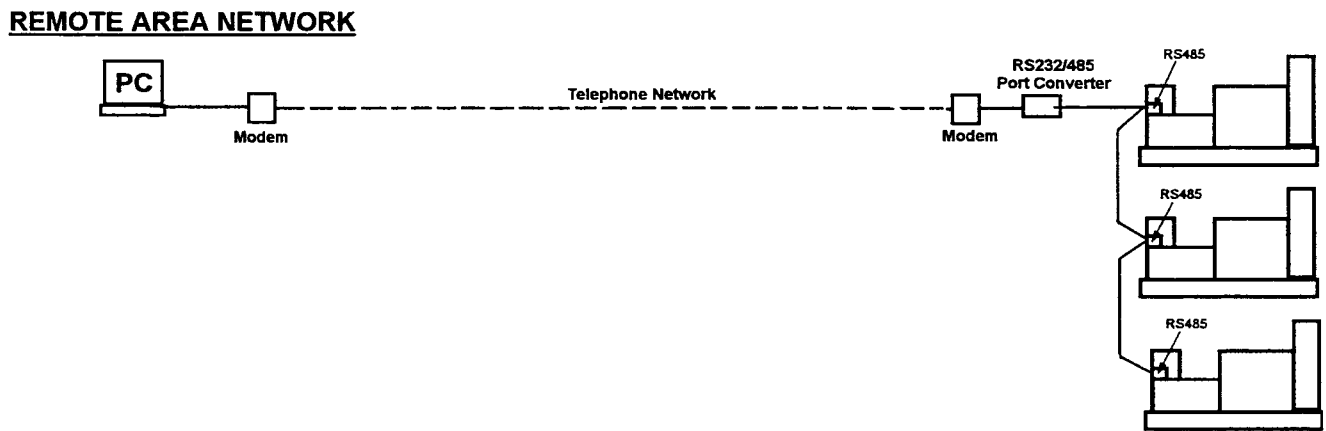 REMOTE AREA NETWORK
PC
Modem
Telephone Network
Modem
RS232/485
Port Converter
RS485
RS485
RS485